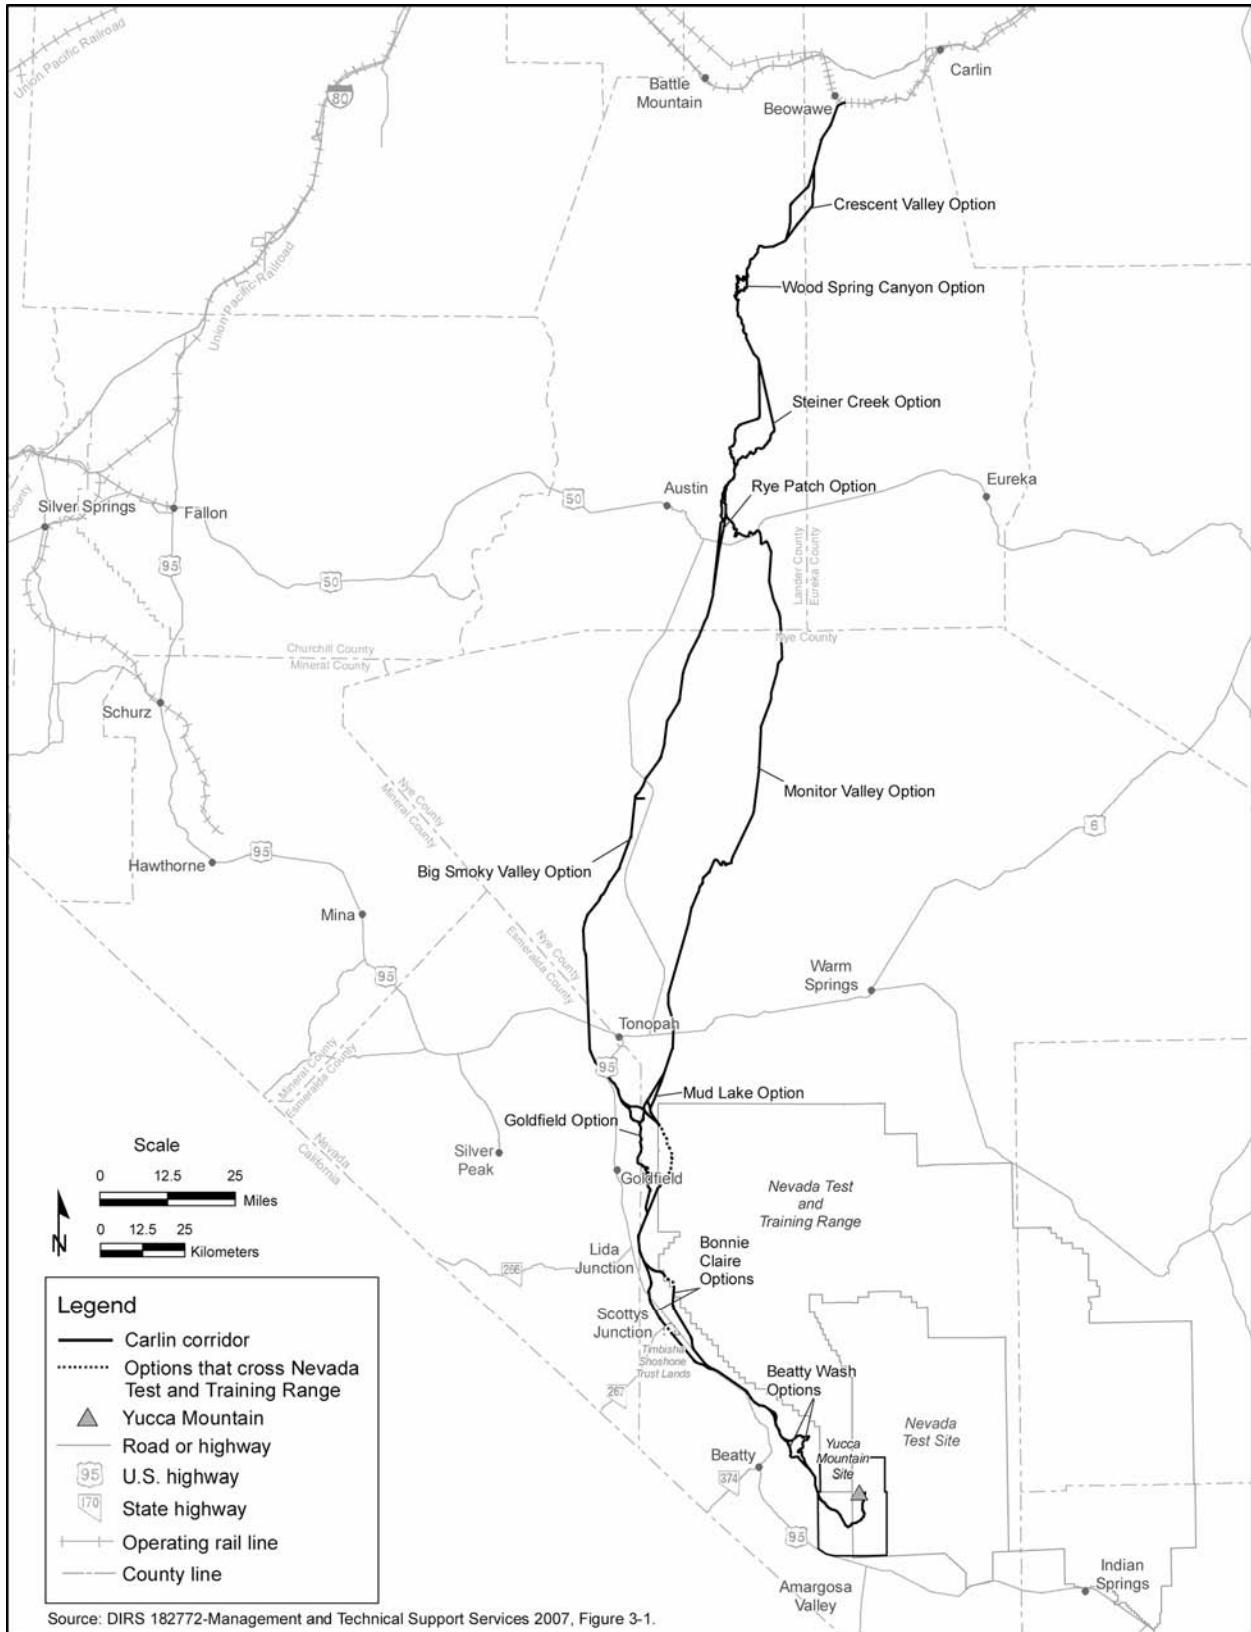 Union Pacific Railroad
80
Battle
Mountain
Carlin
Beowawe
Crescent Valley Option
Union Pacific Railroad
Wood Spring Canyon Option
Steiner Creek Option
Austin
Rye Patch Option
Eureka
County
Silver Springs
Fallon
50
95
50
Lander County
Eureka County
Churchill County
Mineral County
Nye County
Schurz
Nye County
Mineral County
Monitor Valley Option
6
Hawthorne
95
Big Smoky Valley Option
Mina
Nye County
Esmeralda County
95
Warm
Springs
Tonopah
Mineral County
Esmeralda County
95
Mud Lake Option
Goldfield Option
Nevada
California
Scale
0 12.5 25
Miles
0 12.5 25
Kilometers
N
Silver
Peak
Goldfield
Nevada Test
and
Training Range
Lida
Junction
266
Bonnie
Claire
Options
Scottys
Junction
Timbisha
Shoshone
Trust Lands
267
Beatty Wash
Options
Nevada
Test Site
Yucca
Mountain
Site
Beatty
374
95
Amargosa
Valley
Indian
Springs
Legend
Carlin corridor
Options that cross Nevada
Test and Training Range
Yucca Mountain
Road or highway
95 U.S. highway
170 State highway
Operating rail line
County line
Source: DIRS 182772-Management and Technical Support Services 2007, Figure 3-1.